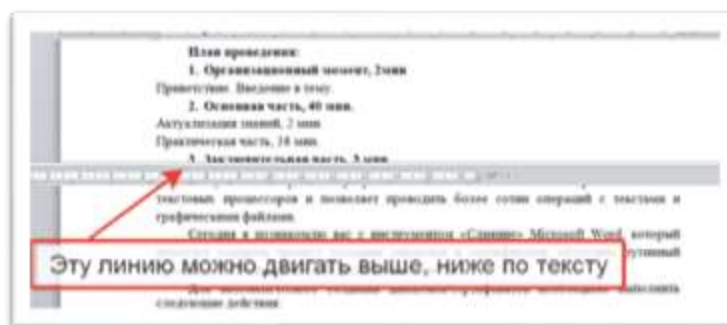 План проведения:
1. Организационный момент, 2мин
Приветствие. Введение в тему.
2. Основная часть, 40 мин.
Актуализация знаний, 2 мин
Практическая часть, 38 мин.
3. Заключительная часть, 3 мин
текстовых процессоров и позволяет проводить более сотни операций с текстами и
графическими файлами.
Сегодня я познакомлю вас с инструментом «Слияние» Microsoft Word, который
Эту линию можно двигать выше, ниже по тексту
выполнить
следующие действия: